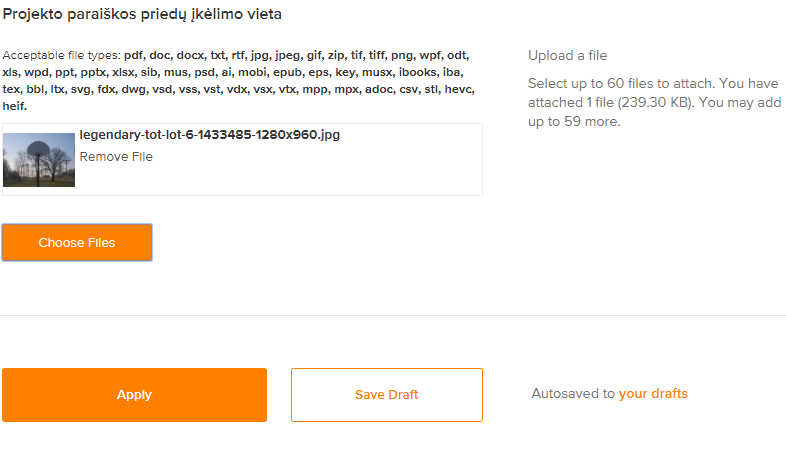 Projekto paraiškos priedų įkėlimo vieta
Acceptable file types: pdf, doc, docx, txt, rtf, jpg, jpeg, gif, zip, tif, tiff, png, wpf, odt,
xls, wpd, ppt, pptx, xlsx, sib, mus, psd, ai, mobi, epub, eps, key, musx, ibooks, iba,
tex, bbl, ltx, svg, fdx, dwg, vsd, vss, vst, vdx, vsx, vtx, mpp, mpx, adoc, csv, stl, hevc,
heif.
legendary-tot-lot-6-1433485-1280x960.jpg
Remove File
Choose Files
Upload a file
Select up to 60 files to attach. You have
attached 1 file (239.30 KB). You may add
up to 59 more.
Apply
Save Draft
Autosaved to your drafts